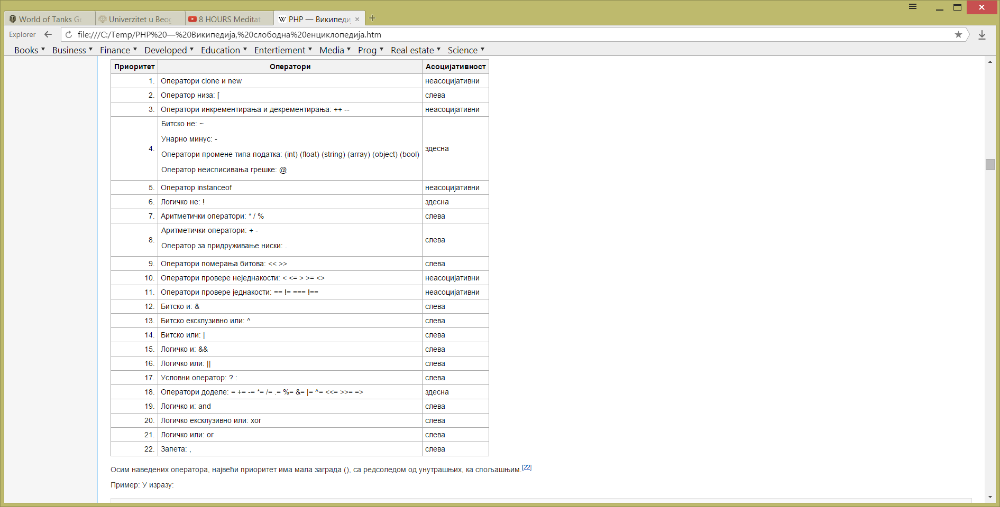 World of Tanks G
Univerzitet u Beog
8 HOURS Meditat
PHP — Википедиј
Explorer
file:///C:/Temp/PHP%20—%20Википедија,%20слободна%20енциклопедија.htm
Books Business Finance Developed Education Entertiement Media Prog Real estate Science
Приоритет Оператори Асоцијативност
1. Оператори clone и new неасоцијативни
2. Оператор низа: [ слева
3. Оператори инкрементирања и декрементирања: ++ -- неасоцијативни
Битско не: ~
Унарно минус: -
4. здесна
Оператори промене типа податка: (int) (float) (string) (array) (object) (bool)
Оператор неисписивања грешке: @
5. Оператор instanceof неасоцијативни
6. Логичко не: ! здесна
7. Аритметички оператори: * / % слева
Аритметички оператори: + -
8. слева
Оператор за придруживање ниски: .
9. Оператори померања битова: << >> слева
10. Оператори провере неједнакости: < <= > >= <> неасоцијативни
11. Оператори провере једнакости: == != === !== неасоцијативни
12. Битско и: & слева
13. Битско ексклузивно или: ^ слева
14. Битско или: | слева
15. Логичко и: && слева
16. Логичко или: || слева
17. Условни оператор: ? : слева
18. Оператори доделе: = += -= *= /= .= %= &= |= ^= <<= >>= => здесна
19. Логичко и: and слева
20. Логичко ексклузивно или: xor слева
21. Логичко или: or слева
22. Запета: , слева
Осим наведених оператора, највећи приоритет има мала заграда (), са редоследом од унутрашњих, ка спољашњим.[22]
Пример: У изразу: